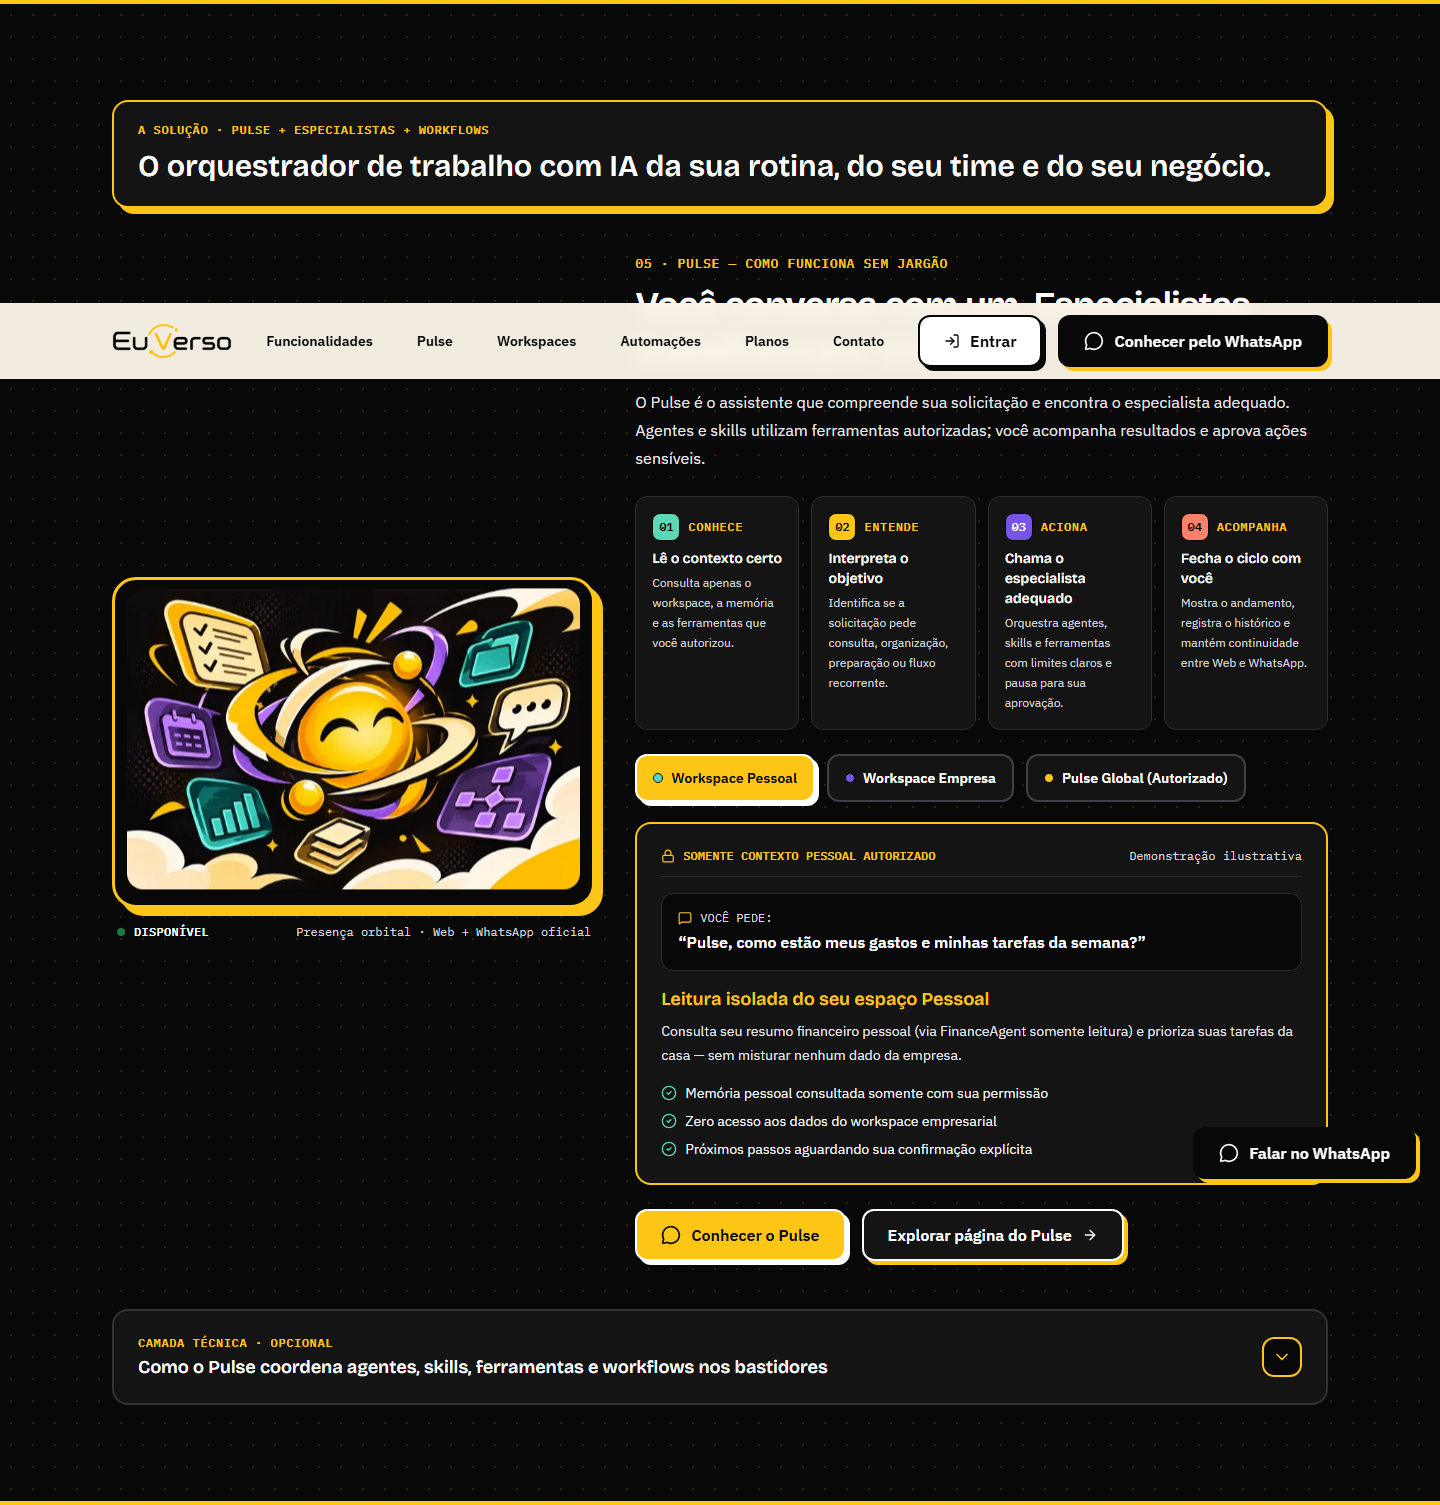 A SOLUÇÃO · PULSE + ESPECIALISTAS + WORKFLOWS
O orquestrador de trabalho com IA da sua rotina, do seu time e do seu negócio.
05 · PULSE — COMO FUNCIONA SEM JARGÃO
Você conversa com um. Especialistas
EuVerso
Funcionalidades
Pulse
Workspaces
Automações
Planos
Contato
Entrar
Conhecer pelo WhatsApp
O Pulse é o assistente que compreende sua solicitação e encontra o especialista adequado.
Agentes e skills utilizam ferramentas autorizadas; você acompanha resultados e aprova ações
sensíveis.
01 CONHECE
Lê o contexto certo
Consulta apenas o
workspace, a memória
e as ferramentas que
você autorizou.
02 ENTENDE
Interpreta o
objetivo
Identifica se a
solicitação pede
consulta, organização,
preparação ou fluxo
recorrente.
03 ACIONA
Chama o
especialista
adequado
Orquestra agentes,
skills e ferramentas
com limites claros e
pausa para sua
aprovação.
04 ACOMPANHA
Fecha o ciclo com
você
Mostra o andamento,
registra o histórico e
mantém continuidade
entre Web e WhatsApp.
DISPONÍVEL
Presença orbital · Web + WhatsApp oficial
Workspace Pessoal
Workspace Empresa
Pulse Global (Autorizado)
SOMENTE CONTEXTO PESSOAL AUTORIZADO
Demonstração ilustrativa
VOCÊ PEDE:
“Pulse, como estão meus gastos e minhas tarefas da semana?”
Leitura isolada do seu espaço Pessoal
Consulta seu resumo financeiro pessoal (via FinanceAgent somente leitura) e prioriza suas tarefas da
casa — sem misturar nenhum dado da empresa.
Memória pessoal consultada somente com sua permissão
Zero acesso aos dados do workspace empresarial
Próximos passos aguardando sua confirmação explícita
Falar no WhatsApp
Conhecer o Pulse
Explorar página do Pulse
CAMADA TÉCNICA · OPCIONAL
Como o Pulse coordena agentes, skills, ferramentas e workflows nos bastidores